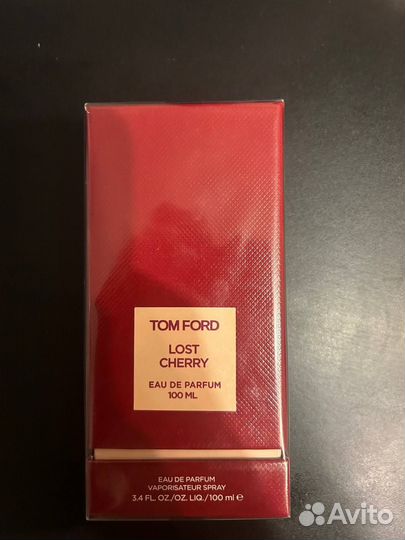 TOM FORD
LOST
CHERRY
EAU DE PARFUM
100 ML
EAU DE PARFUM
VAPORISATEUR SPRAY
3.4 FL. OZ./OZ. LIQ./100 ml ℮
Avito